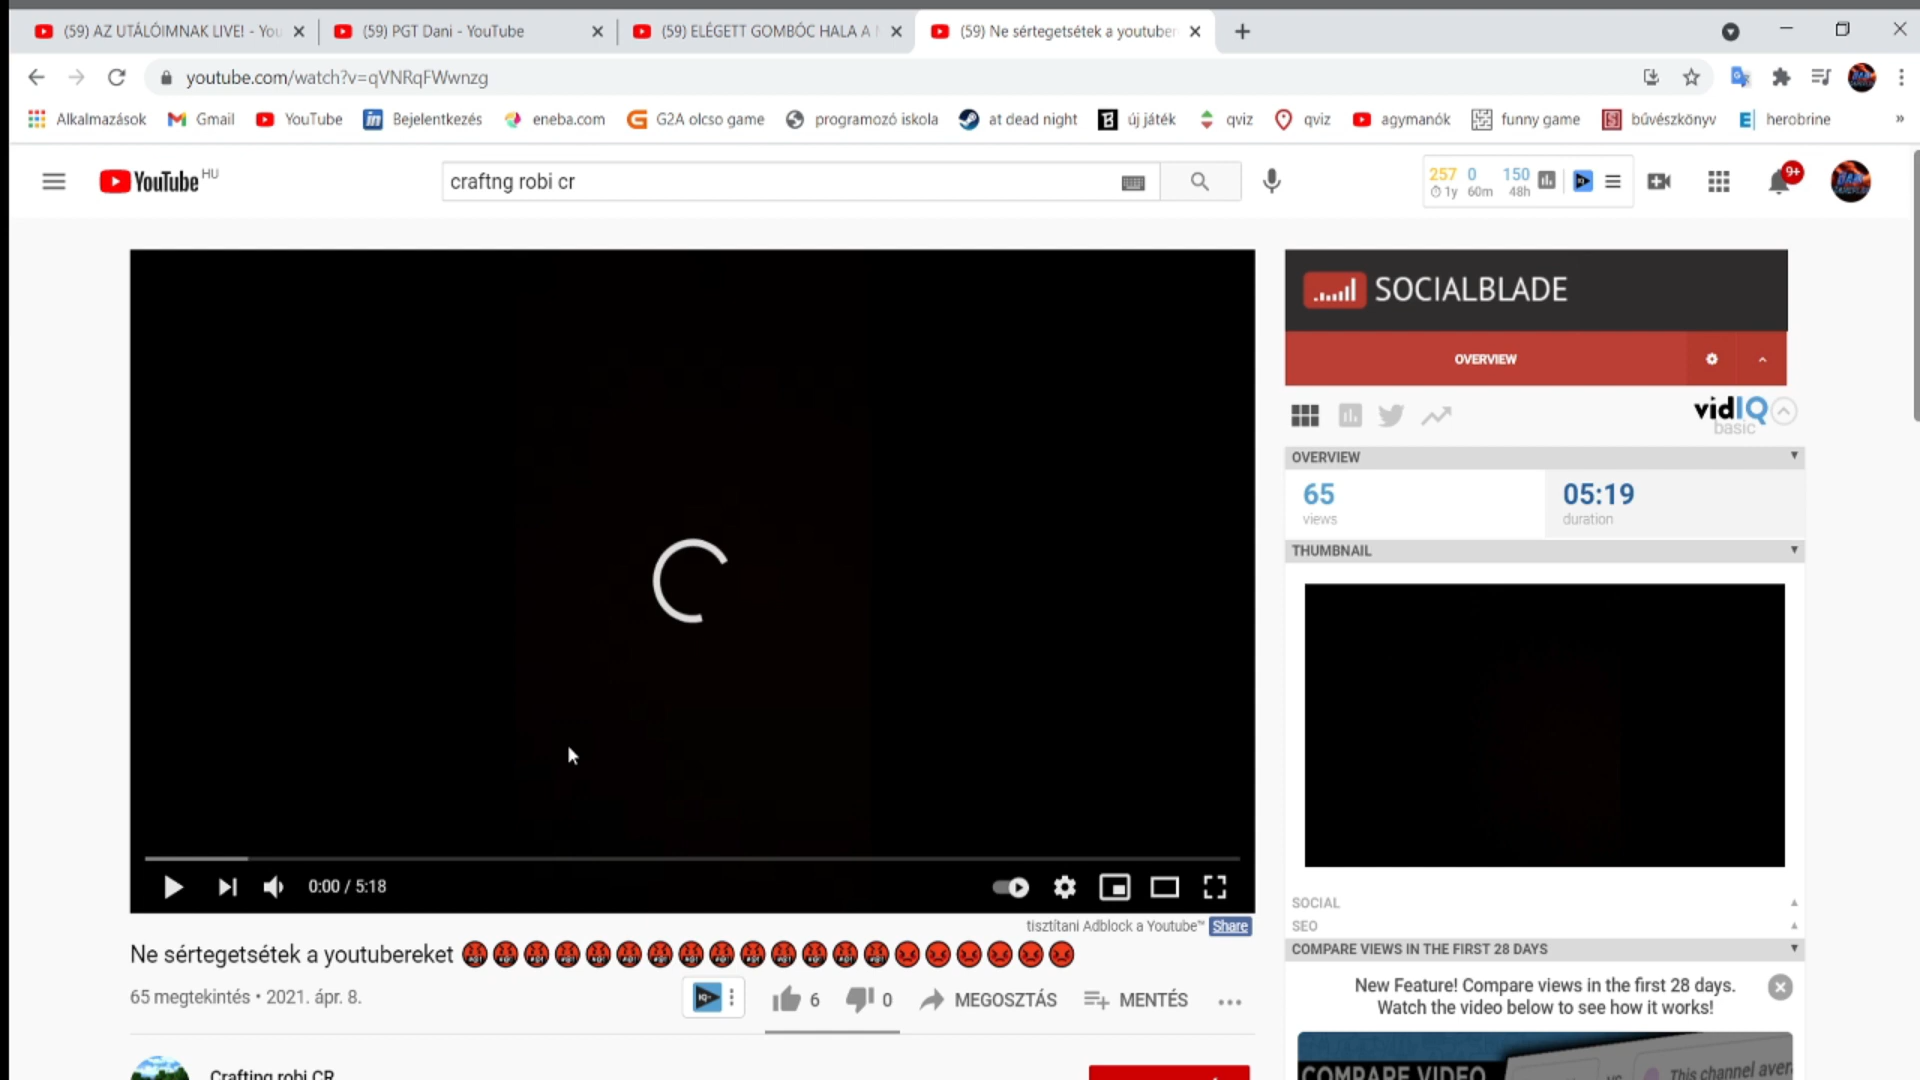 (59) AZ UTÁLÓIMNAK LIVE! - You
(59) PGT Dani - YouTube
(59) ELÉGETT GOMBÓC HALA A
(59) Ne sértegetsétek a youtuber
youtube.com/watch?v=qVNRqFWwnzg
Alkalmazások Gmail YouTube Bejelentkezés eneba.com G2A olcso game programozó iskola at dead night új játék qviz qviz agymanók funny game bűvészkönyv herobrine »
YouTube HU
craftng robi cr
257 0 150
1y 60m 48h
9+
SOCIALBLADE
OVERVIEW
vidIQ
basic
OVERVIEW
65
views
05:19
duration
THUMBNAIL
0:00 / 5:18
tisztítani Adblock a Youtube™ Share
SOCIAL
SEO
COMPARE VIEWS IN THE FIRST 28 DAYS
Ne sértegetsétek a youtubereket
65 megtekintés • 2021. ápr. 8.
6 0 MEGOSZTÁS MENTÉS
New Feature! Compare views in the first 28 days.
Watch the video below to see how it works!
Crafting robi CR
COMPARE VIDEO
vs
This channel aver